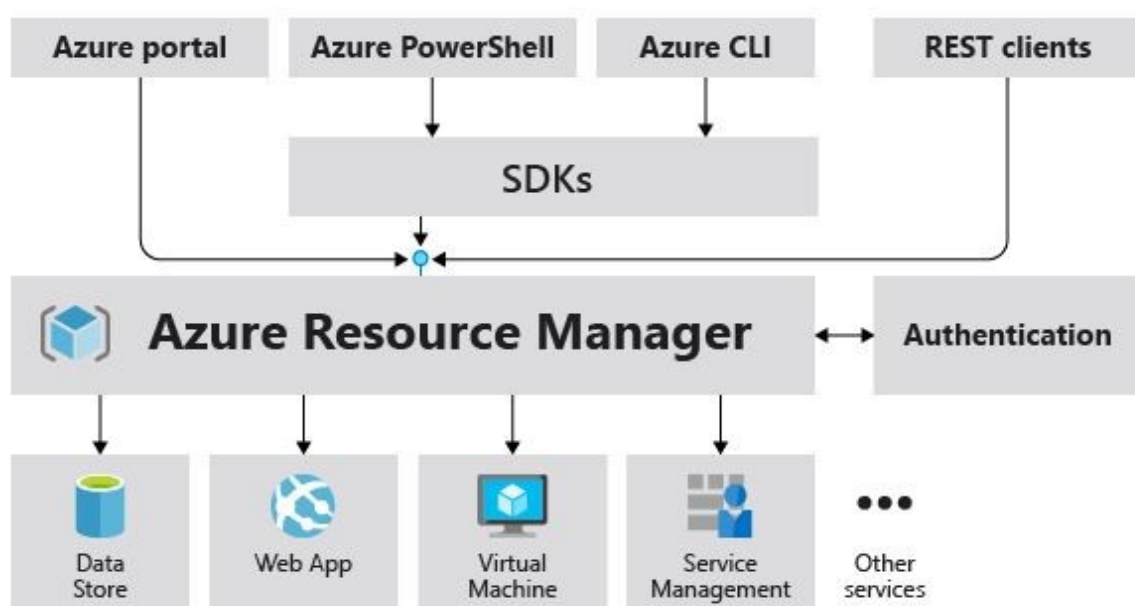 Azure portal
Azure PowerShell
Azure CLI
REST clients
SDKs
Azure Resource Manager
Authentication
Data
Store
Web App
Virtual
Machine
Service
Management
Other
services